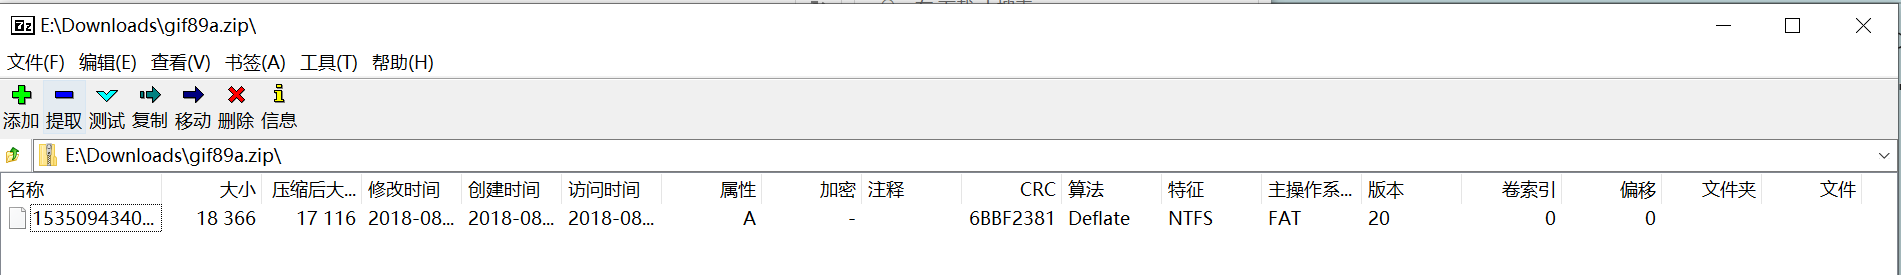 E:\Downloads\gif89a.zip\
文件(F) 编辑(E) 查看(V) 书签(A) 工具(T) 帮助(H)
添加 提取 测试 复制 移动 删除 信息
E:\Downloads\gif89a.zip\
名称 大小 压缩后大... 修改时间 创建时间 访问时间 属性 加密 注释 CRC 算法 特征 主操作系... 版本 卷索引 偏移 文件夹 文件
1535094340... 18 366 17 116 2018-08... 2018-08... 2018-08... A - 6BBF2381 Deflate NTFS FAT 20 0 0